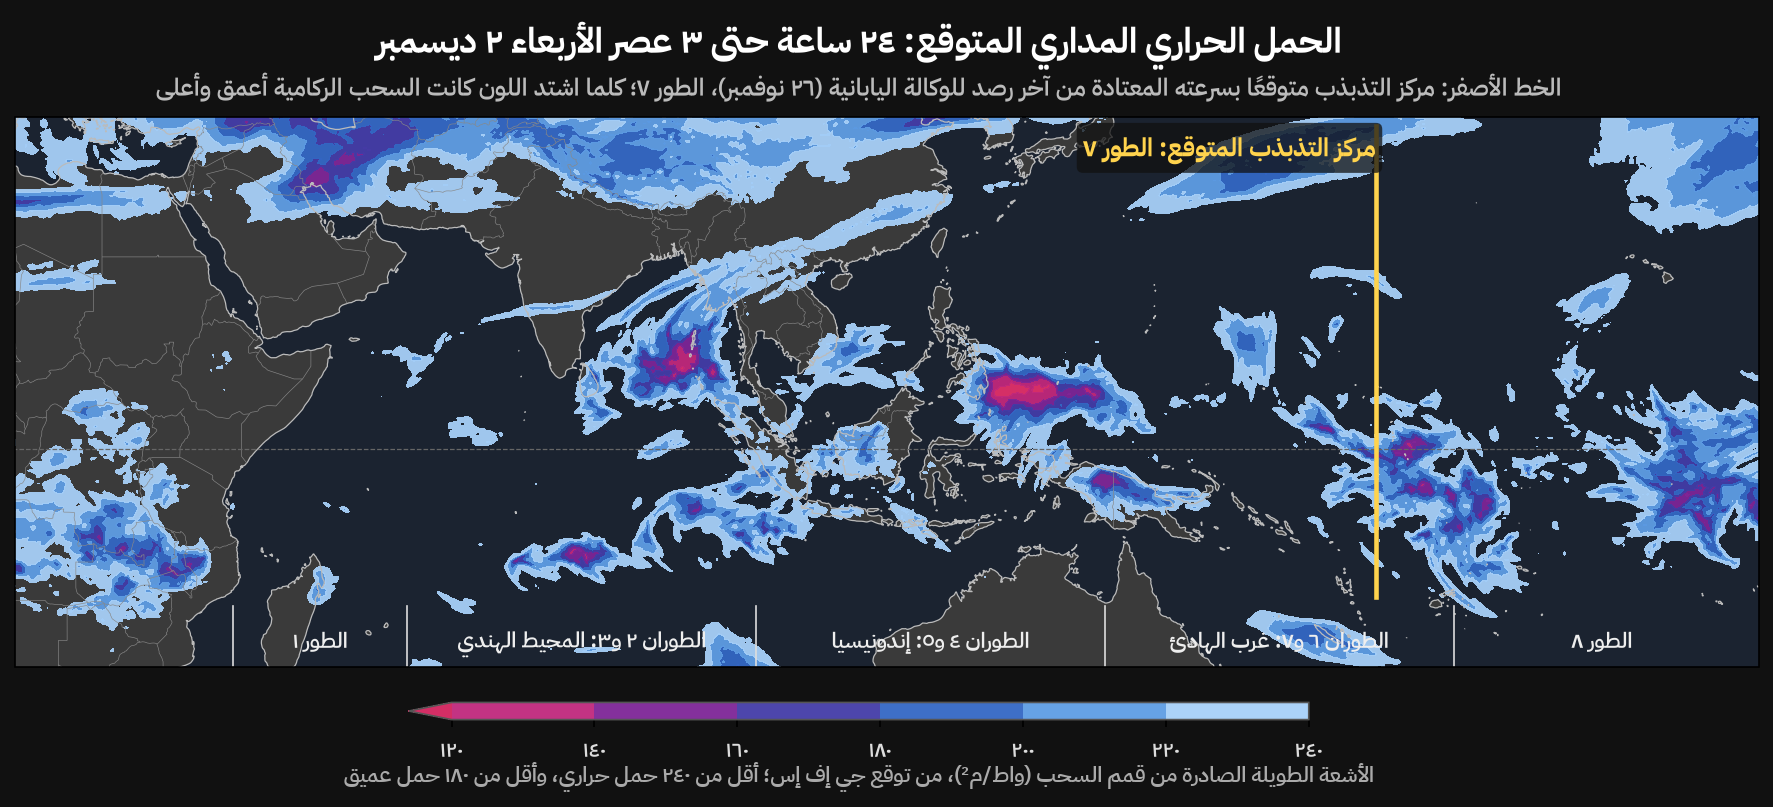 الحمل الحراري المداري المتوقع: ٢٤ ساعة حتى ٣ عصر الأربعاء ٢ ديسمبر
الخط الأصفر: مركز التذبذب متوقعًا بسرعته المعتادة من آخر رصد للوكالة اليابانية (٢٦ نوفمبر)، الطور ٧؛ كلما اشتد اللون كانت السحب الركامية أعمق وأعلى
مركز التذبذب المتوقع: الطور ٧
الطور ١
الطوران ٢ و٣: المحيط الهندي
الطوران ٤ و٥: إندونيسيا
الطوران ٦ و٧: غرب الهادئ
الطور ٨
١٢٠ ١٤٠ ١٦٠ ١٨٠ ٢٠٠ ٢٢٠ ٢٤٠
الأشعة الطويلة الصادرة من قمم السحب (واط/م²)، من توقع جي إف إس؛ أقل من ٢٤٠ حمل حراري، وأقل من ١٨٠ حمل عميق